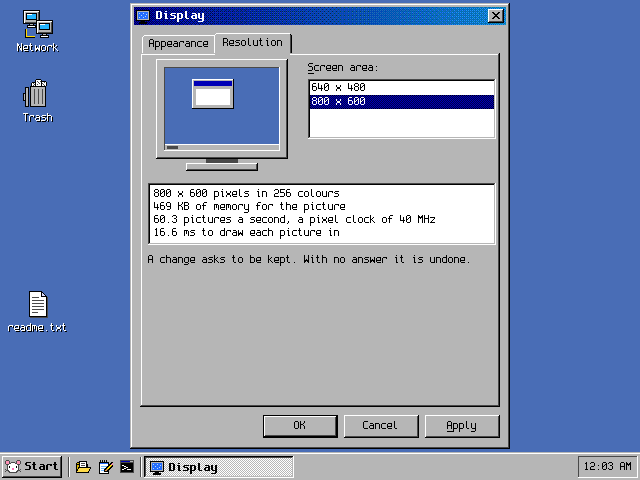 Display
Network
Trash
readme.txt
Appearance
Resolution
Screen area:
640 x 480
800 x 600
800 x 600 pixels in 256 colours
469 KB of memory for the picture
60.3 pictures a second, a pixel clock of 40 MHz
16.6 ms to draw each picture in
A change asks to be kept. With no answer it is undone.
OK
Cancel
Apply
Start
Display
12:03 AM